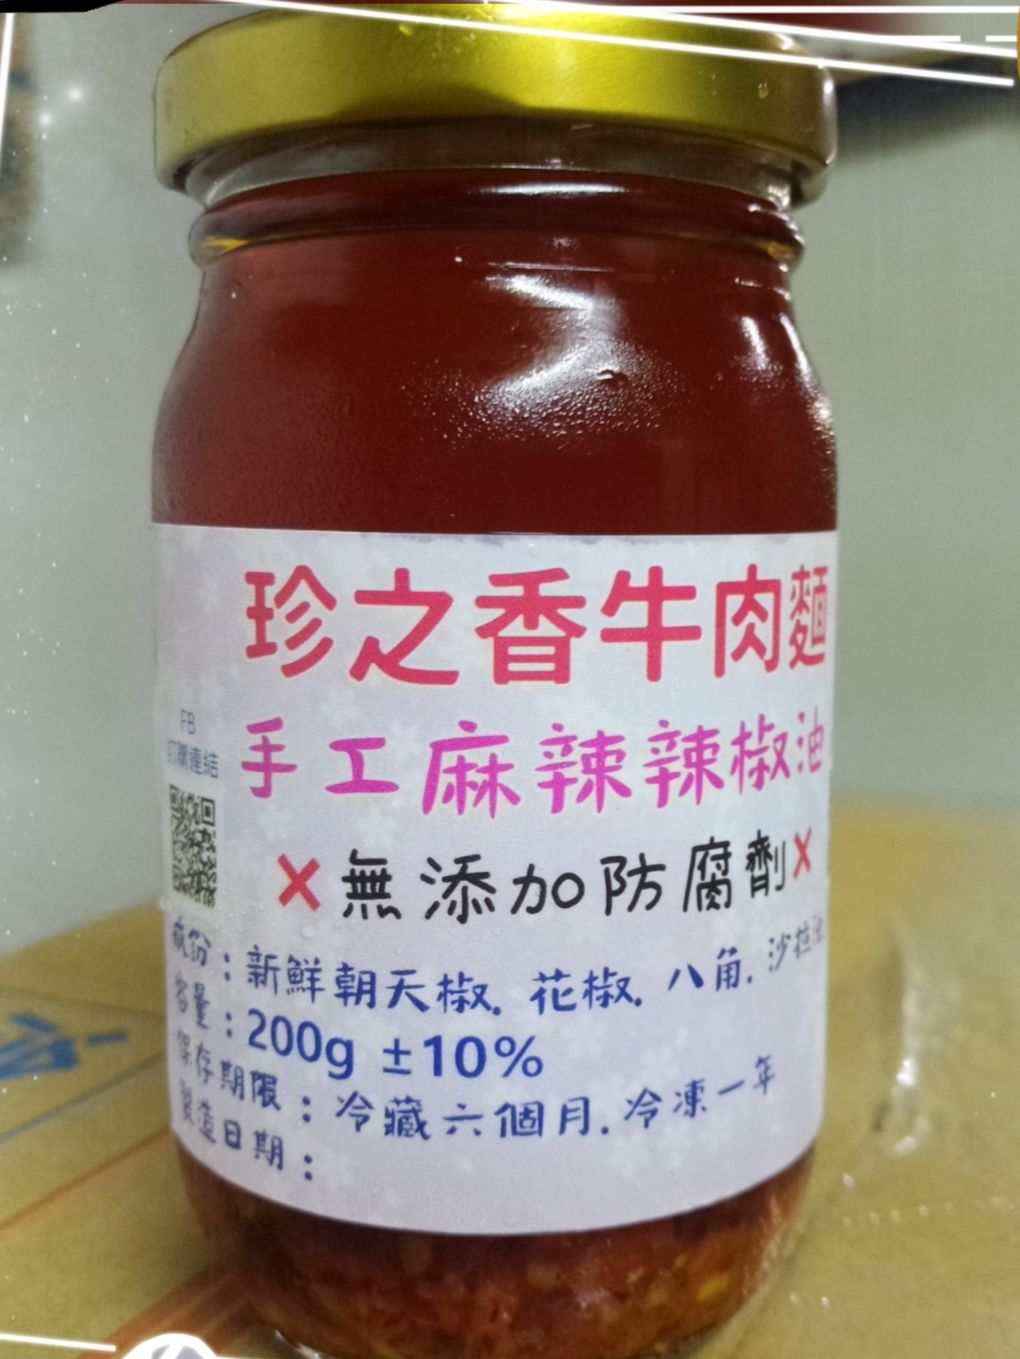 珍之香牛肉麵
手工麻辣辣椒油
FB
訂購連結
×無添加防腐劑×
成份：新鮮朝天椒. 花椒. 八角. 沙拉油
容量：200g ±10%
保存期限：冷藏六個月. 冷凍一年
製造日期：